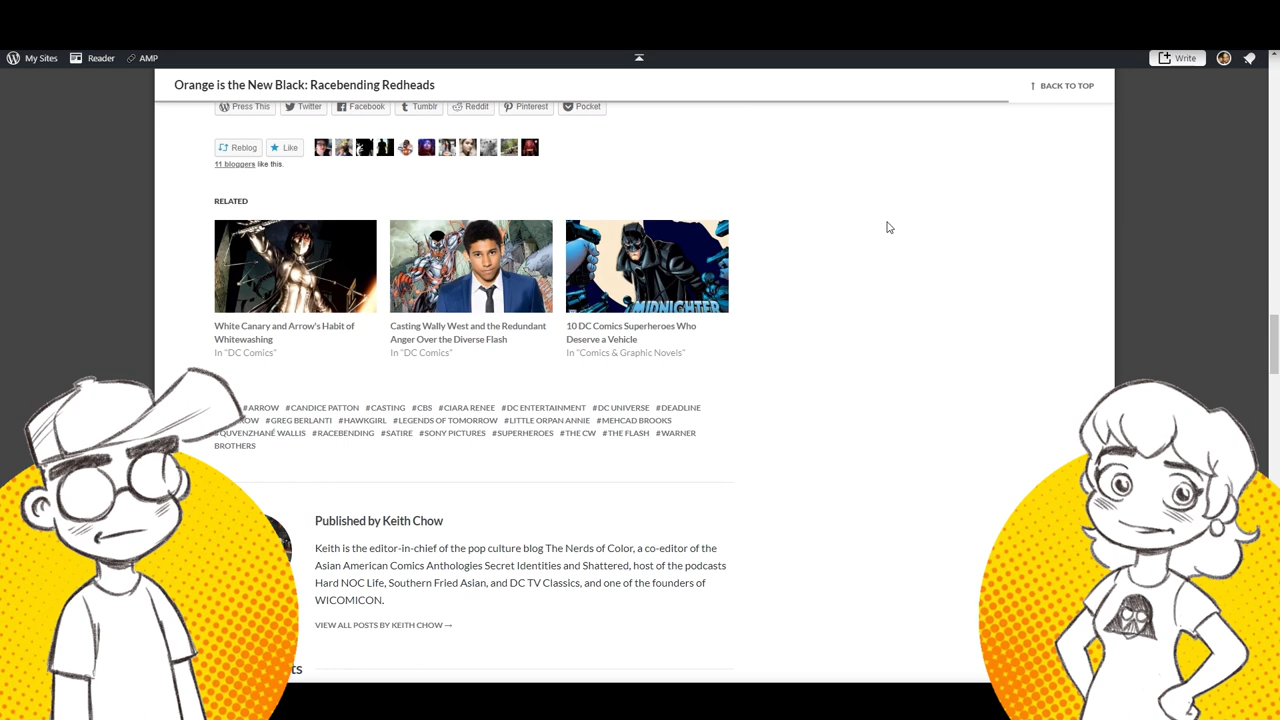 My Sites Reader AMP Write
Orange is the New Black: Racebending Redheads
↑ BACK TO TOP
Press This Twitter Facebook Tumblr Reddit Pinterest Pocket
Reblog Like
11 bloggers like this.
RELATED
MIDNIGHTER
White Canary and Arrow's Habit of
Whitewashing
In "DC Comics"
Casting Wally West and the Redundant
Anger Over the Diverse Flash
In "DC Comics"
10 DC Comics Superheroes Who
Deserve a Vehicle
In "Comics & Graphic Novels"
#ARROW #CANDICE PATTON #CASTING #CBS #CIARA RENEE #DC ENTERTAINMENT #DC UNIVERSE #DEADLINE
#GREG BERLANTI #HAWKGIRL #LEGENDS OF TOMORROW #LITTLE ORPAN ANNIE #MEHCAD BROOKS
#QUVENZHANÉ WALLIS #RACEBENDING #SATIRE #SONY PICTURES #SUPERHEROES #THE CW #THE FLASH #WARNER
BROTHERS
Published by Keith Chow
Keith is the editor-in-chief of the pop culture blog The Nerds of Color, a co-editor of the
Asian American Comics Anthologies Secret Identities and Shattered, host of the podcasts
Hard NOC Life, Southern Fried Asian, and DC TV Classics, and one of the founders of
WICOMICON.
VIEW ALL POSTS BY KEITH CHOW →